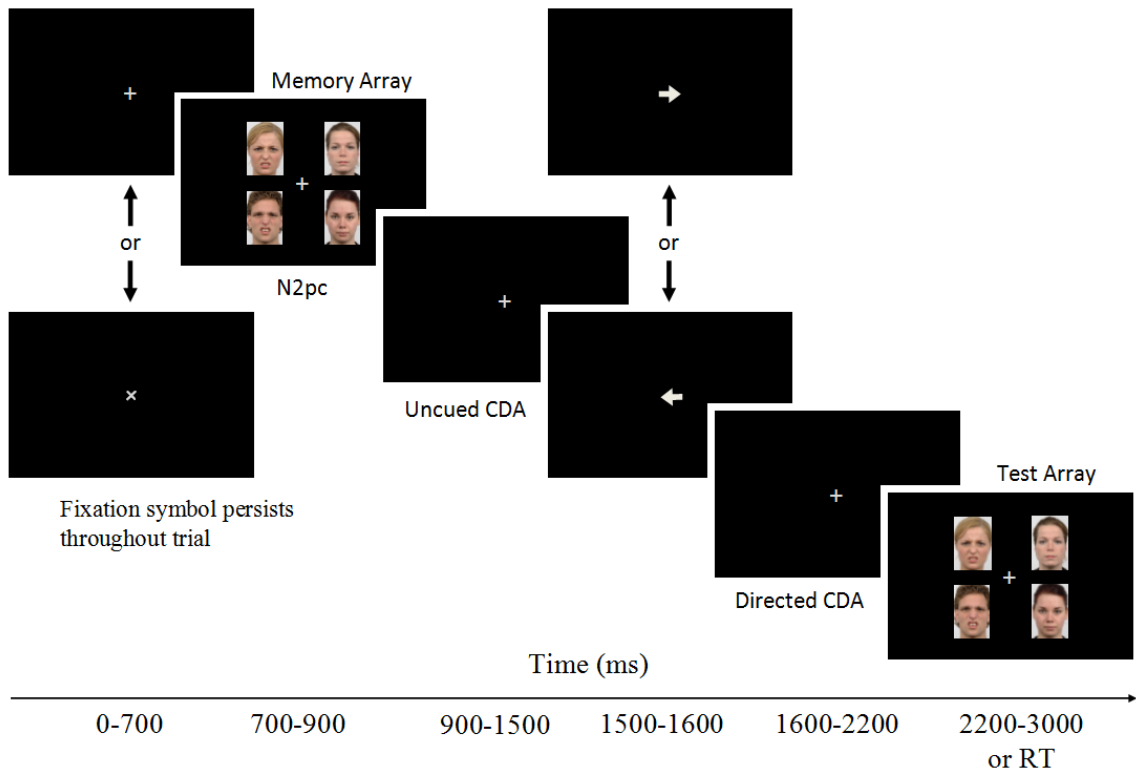 Memory Array
or
or
N2pc
Uncued CDA
Test Array
Fixation symbol persists
throughout trial
Directed CDA
Time (ms)
0-700
700-900
900-1500
1500-1600
1600-2200
2200-3000
or RT